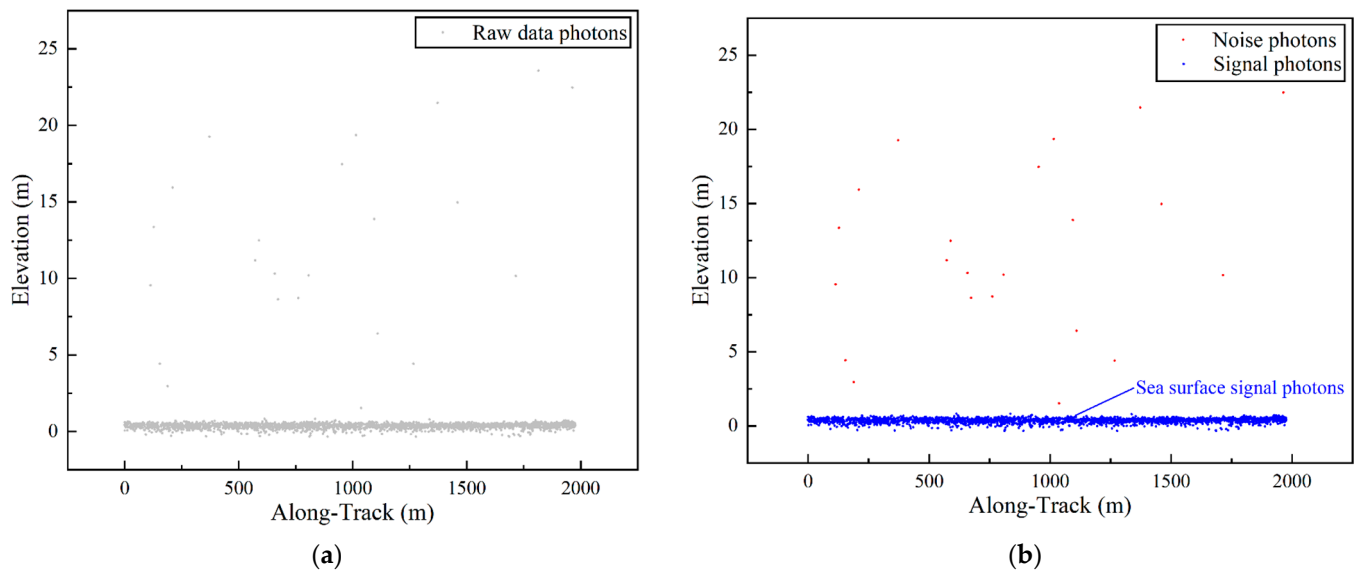 Raw data photons
25
20
15
10
5
0
Elevation (m)
0 500 1000 1500 2000
Along-Track (m)
(a)
Noise photons
Signal photons
25
20
15
10
5
0
Elevation (m)
Sea surface signal photons
0 500 1000 1500 2000
Along-Track (m)
(b)